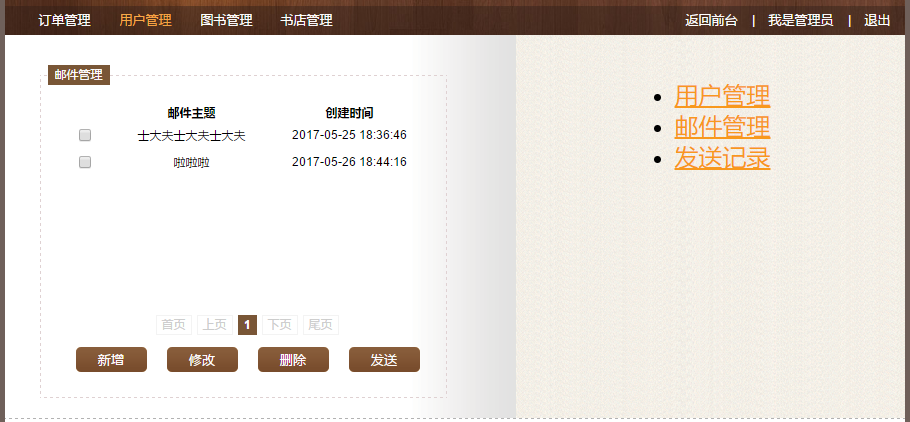 订单管理 用户管理 图书管理 书店管理 返回前台 | 我是管理员 | 退出
邮件管理
邮件主题 创建时间
士大夫士大夫士大夫 2017-05-25 18:36:46
啦啦啦 2017-05-26 18:44:16
首页 上页 1 下页 尾页
新增 修改 删除 发送
用户管理
邮件管理
发送记录